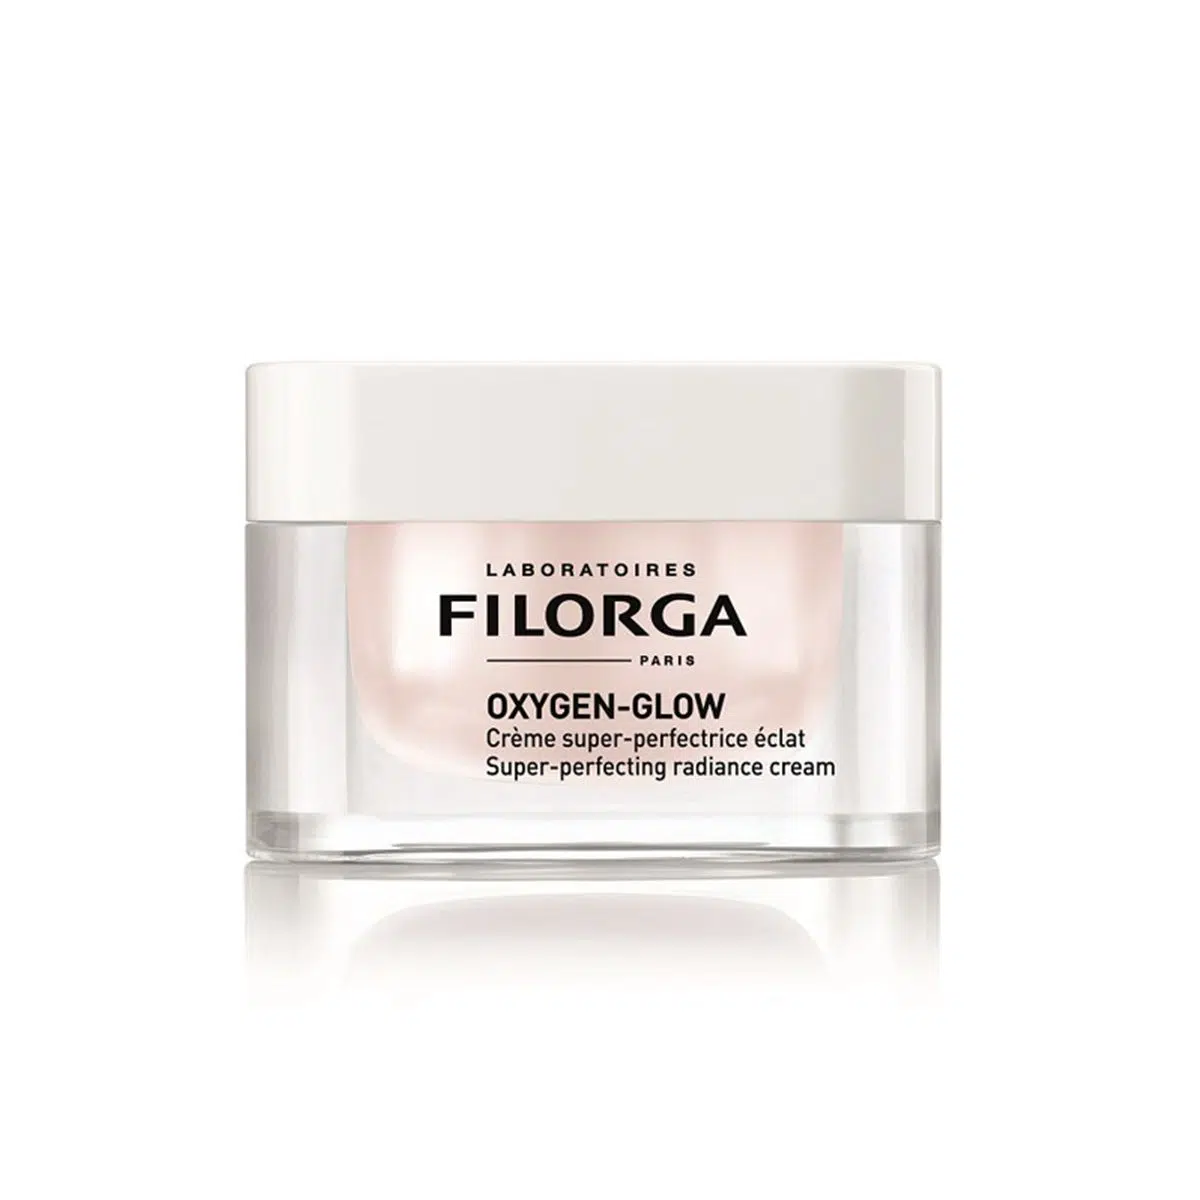 LABORATOIRES
FILORGA
PARIS
OXYGEN-GLOW
Crème super-perfectrice éclat
Super-perfecting radiance cream